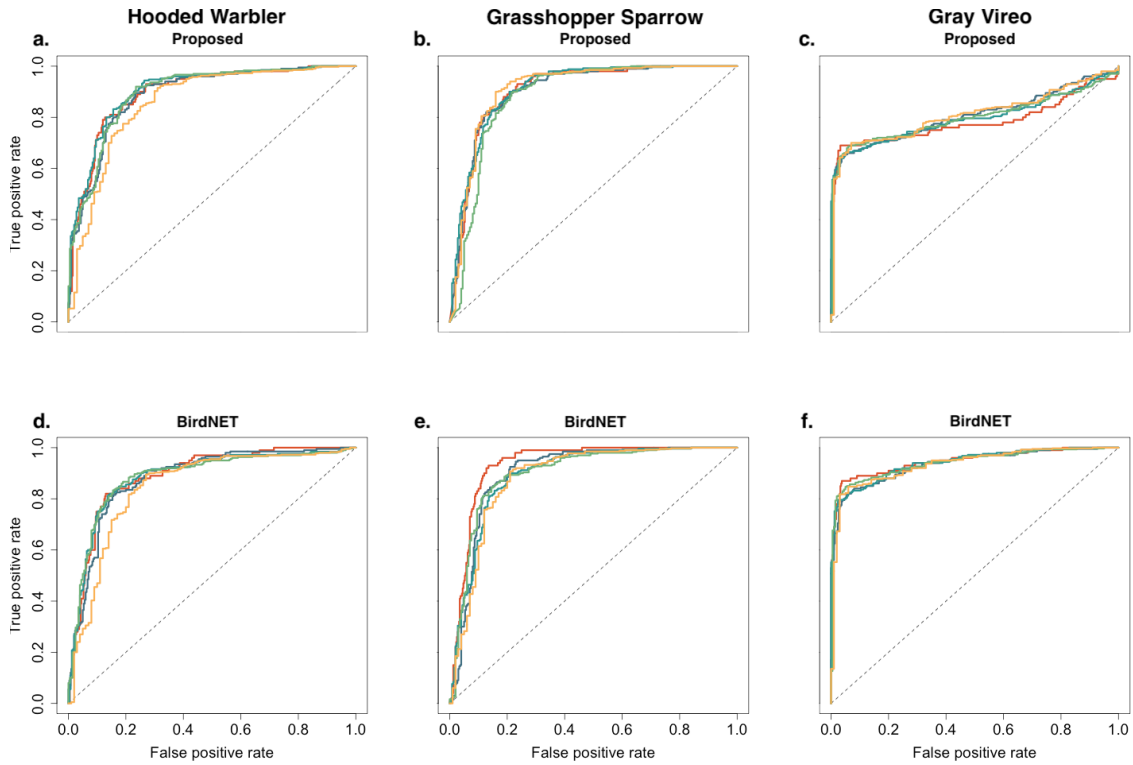 Hooded Warbler
Grasshopper Sparrow
Gray Vireo
a.
Proposed
b.
Proposed
c.
Proposed
True positive rate
1.0
0.8
0.6
0.4
0.2
0.0
d.
BirdNET
e.
BirdNET
f.
BirdNET
True positive rate
1.0
0.8
0.6
0.4
0.2
0.0
0.0 0.2 0.4 0.6 0.8 1.0
0.0 0.2 0.4 0.6 0.8 1.0
0.0 0.2 0.4 0.6 0.8 1.0
False positive rate
False positive rate
False positive rate